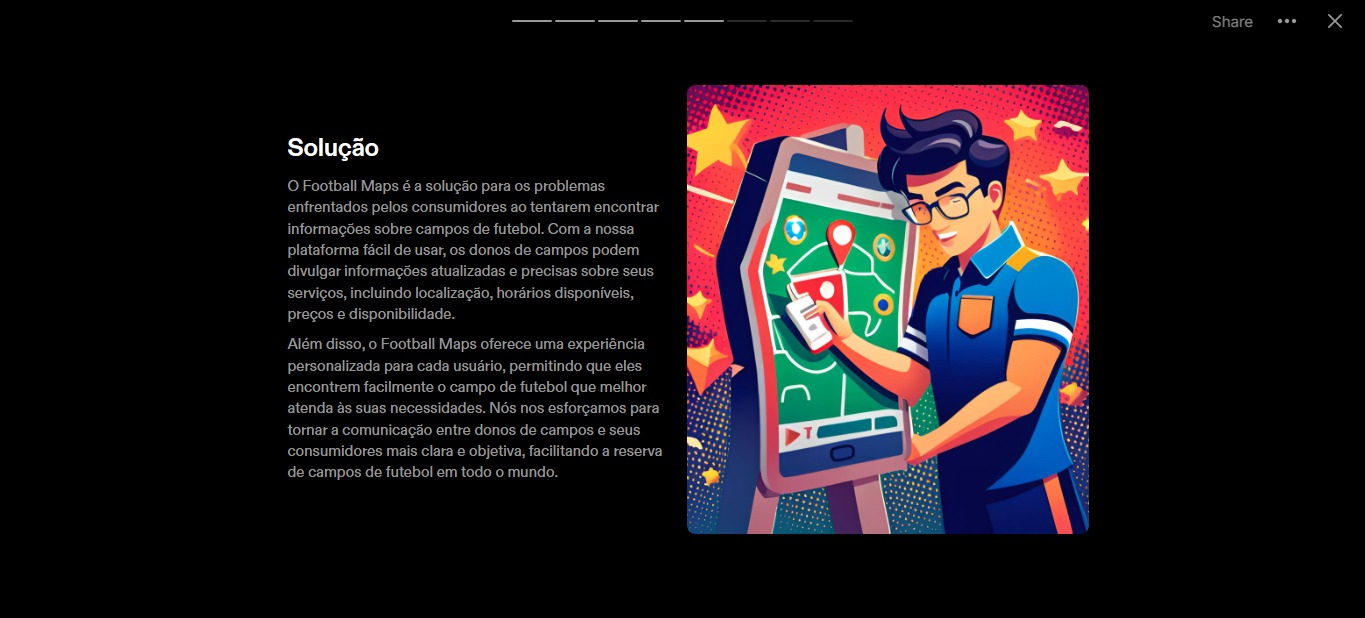 Share
Solução
O Football Maps é a solução para os problemas
enfrentados pelos consumidores ao tentarem encontrar
informações sobre campos de futebol. Com a nossa
plataforma fácil de usar, os donos de campos podem
divulgar informações atualizadas e precisas sobre seus
serviços, incluindo localização, horários disponíveis,
preços e disponibilidade.
Além disso, o Football Maps oferece uma experiência
personalizada para cada usuário, permitindo que eles
encontrem facilmente o campo de futebol que melhor
atenda às suas necessidades. Nós nos esforçamos para
tornar a comunicação entre donos de campos e seus
consumidores mais clara e objetiva, facilitando a reserva
de campos de futebol em todo o mundo.